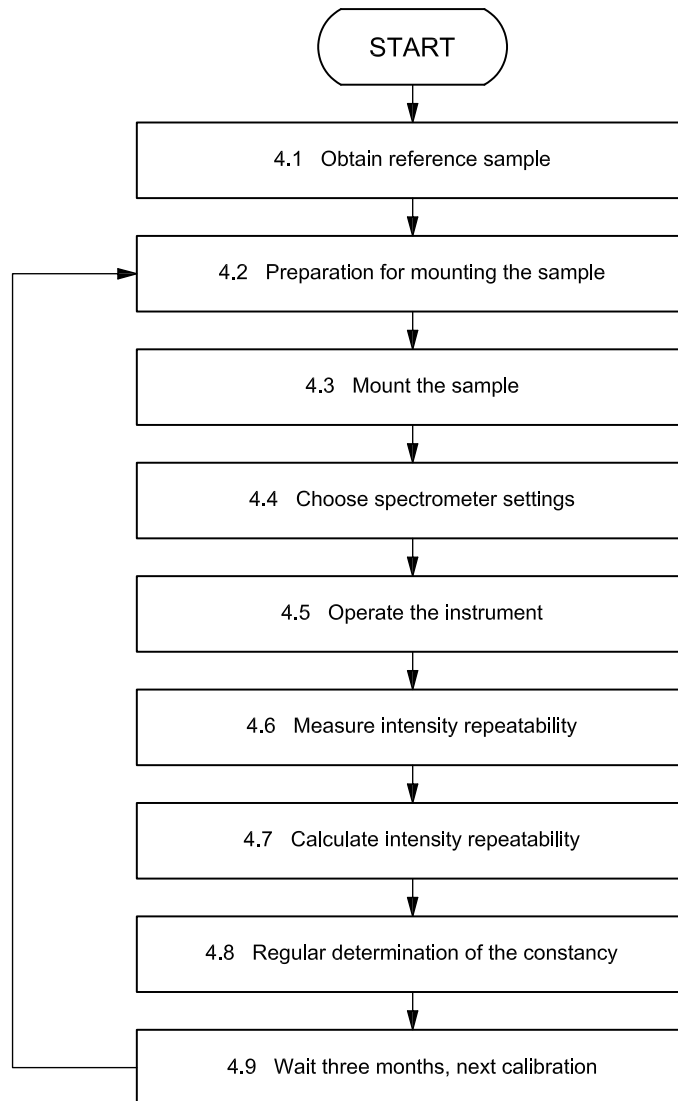 START
4.1 Obtain reference sample
4.2 Preparation for mounting the sample
4.3 Mount the sample
4.4 Choose spectrometer settings
4.5 Operate the instrument
4.6 Measure intensity repeatability
4.7 Calculate intensity repeatability
4.8 Regular determination of the constancy
4.9 Wait three months, next calibration